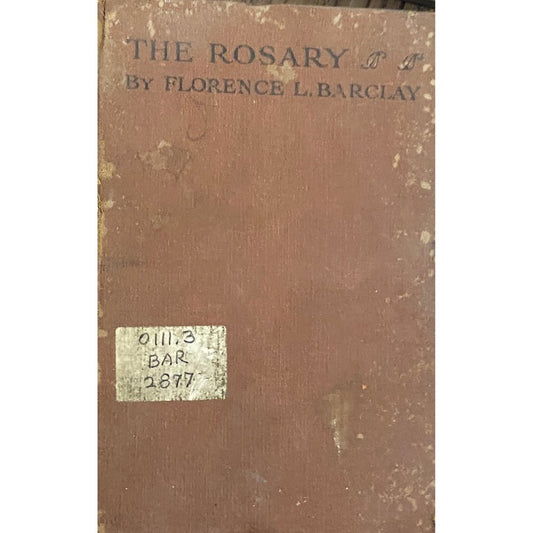 THE ROSARY
BY FLORENCE L. BARCLAY
0111.3
BAR
2877